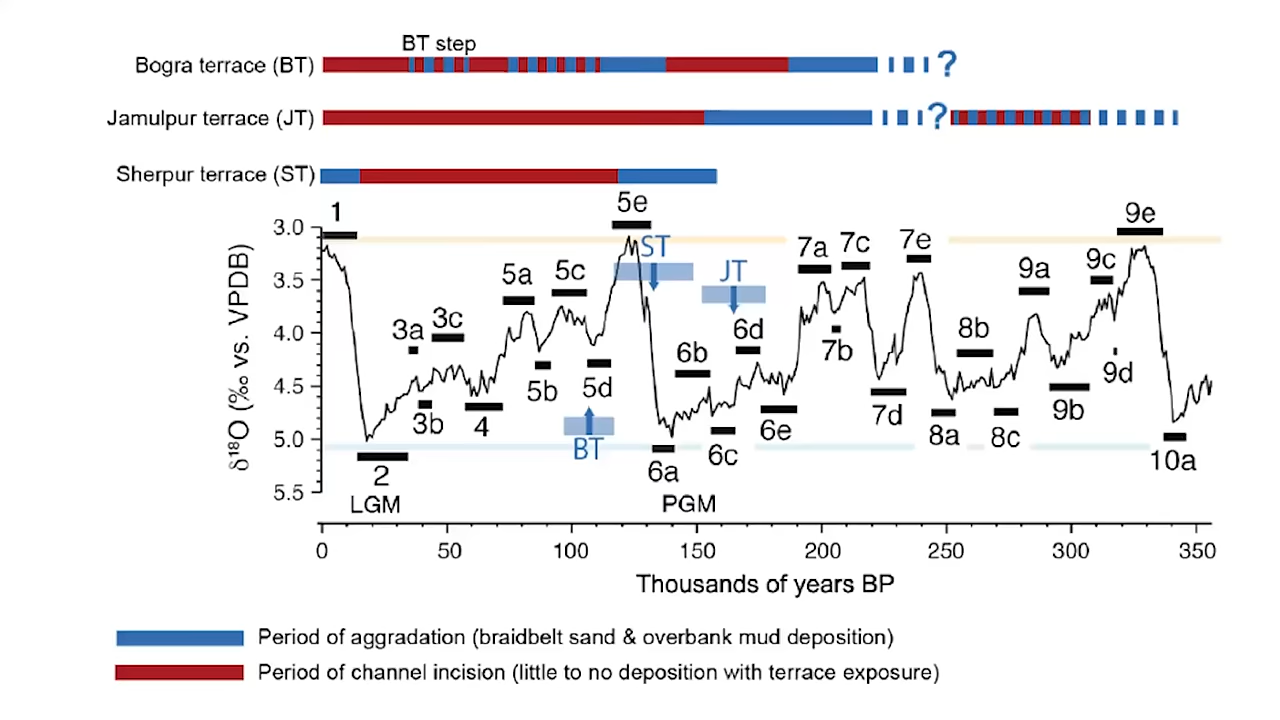 BT step
Bogra terrace (BT)
?
Jamulpur terrace (JT)
?
Sherpur terrace (ST)
1
5e
9e
3.0
ST
7a
7c
7e
3.5
5a
5c
JT
9a
9c
3a
3c
6d
8b
4.0
7b
5b
5d
6b
9d
4.5
3b
4
6e
7d
9b
BT
8a
8c
5.0
2
6a
6c
10a
5.5
LGM
PGM
δ¹⁸O (‰ vs. VPDB)
0 50 100 150 200 250 300 350
Thousands of years BP
Period of aggradation (braidbelt sand & overbank mud deposition)
Period of channel incision (little to no deposition with terrace exposure)